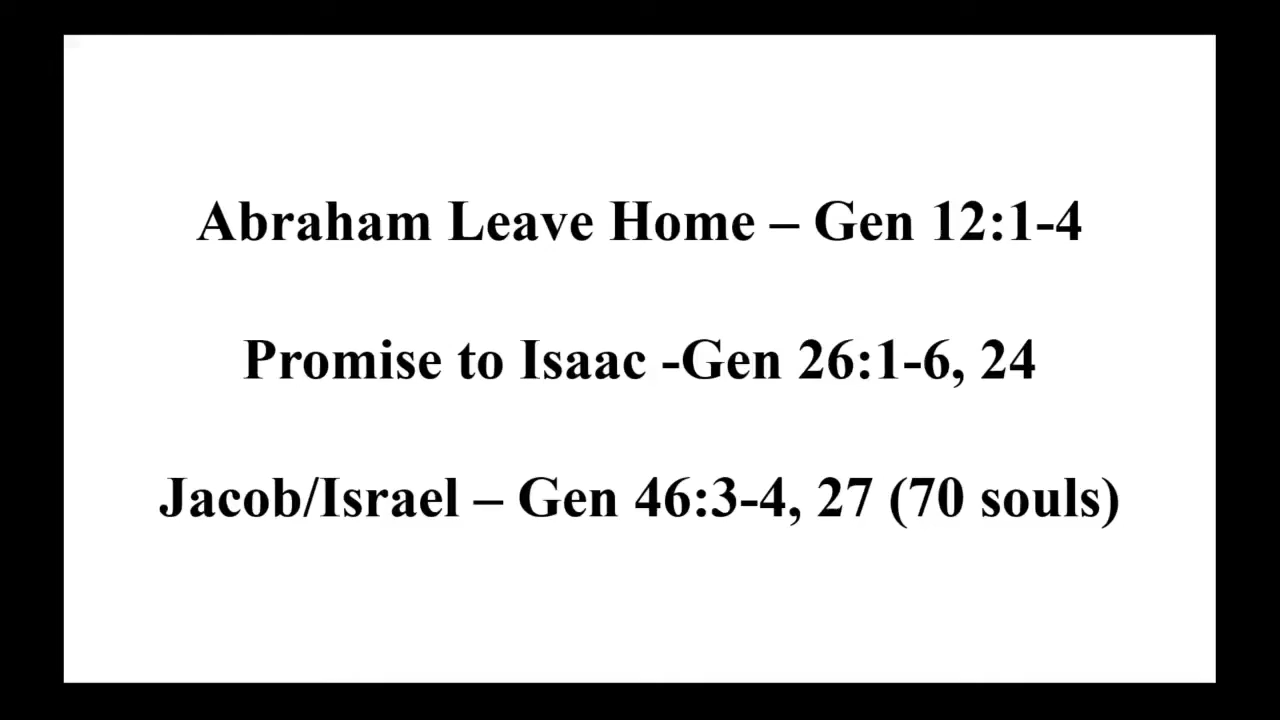 Abraham Leave Home – Gen 12:1-4
Promise to Isaac -Gen 26:1-6, 24
Jacob/Israel – Gen 46:3-4, 27 (70 souls)